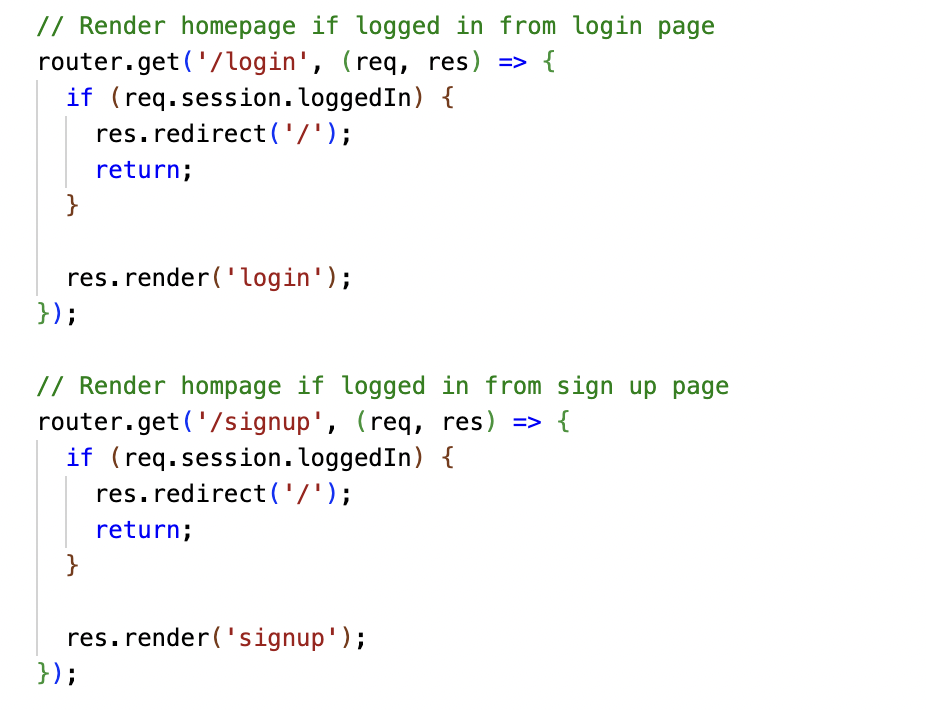 // Render homepage if logged in from login page
router.get('/login', (req, res) => {
  if (req.session.loggedIn) {
    res.redirect('/');
    return;
  }

  res.render('login');
});

// Render hompage if logged in from sign up page
router.get('/signup', (req, res) => {
  if (req.session.loggedIn) {
    res.redirect('/');
    return;
  }

  res.render('signup');
});